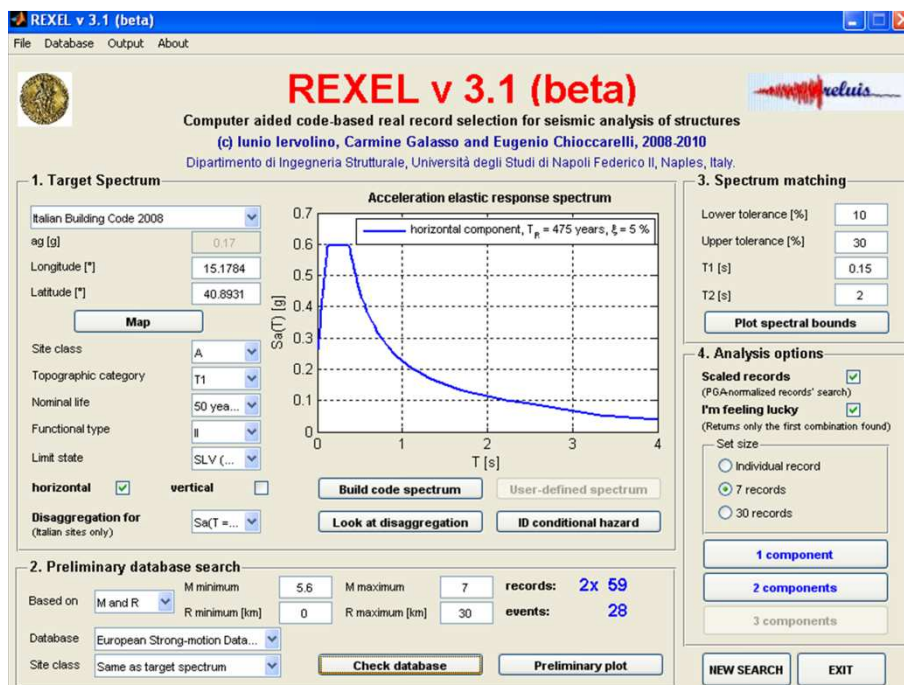 REXEL v 3.1 (beta)
File Database Output About
REXEL v 3.1 (beta)
reluis
Computer aided code-based real record selection for seismic analysis of structures
(c) Iunio Iervolino, Carmine Galasso and Eugenio Chioccarelli, 2008-2010
Dipartimento di Ingegneria Strutturale, Università degli Studi di Napoli Federico II, Naples, Italy.
1. Target Spectrum
Italian Building Code 2008
ag [g] 0.17
Longitude [°] 15.1784
Latitude [°] 40.8931
Map
Site class A
Topographic category T1
Nominal life 50 yea...
Functional type II
Limit state SLV (...
horizontal vertical
Disaggregation for Sa(T =...
(Italian sites only)
Acceleration elastic response spectrum
horizontal component, T_R = 475 years, ξ = 5 %
Sa(T) [g]
0.7
0.6
0.5
0.4
0.3
0.2
0.1
0
0 1 2 3 4
T [s]
Build code spectrum User-defined spectrum
Look at disaggregation ID conditional hazard
2. Preliminary database search
Based on M and R
M minimum 5.6 M maximum 7 records: 2x 59
R minimum [km] 0 R maximum [km] 30 events: 28
Database European Strong-motion Data...
Site class Same as target spectrum
Check database Preliminary plot
3. Spectrum matching
Lower tolerance [%] 10
Upper tolerance [%] 30
T1 [s] 0.15
T2 [s] 2
Plot spectral bounds
4. Analysis options
Scaled records
(PGA-normalized records' search)
I'm feeling lucky
(Returns only the first combination found)
Set size
Individual record
7 records
30 records
1 component
2 components
3 components
NEW SEARCH EXIT